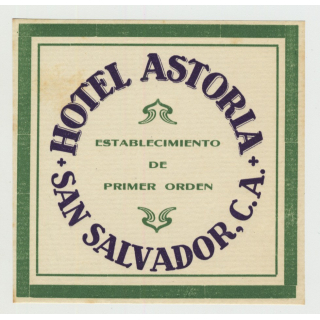 HOTEL ASTORIA
ESTABLECIMIENTO
DE
PRIMER ORDEN
SAN SALVADOR, C.A.